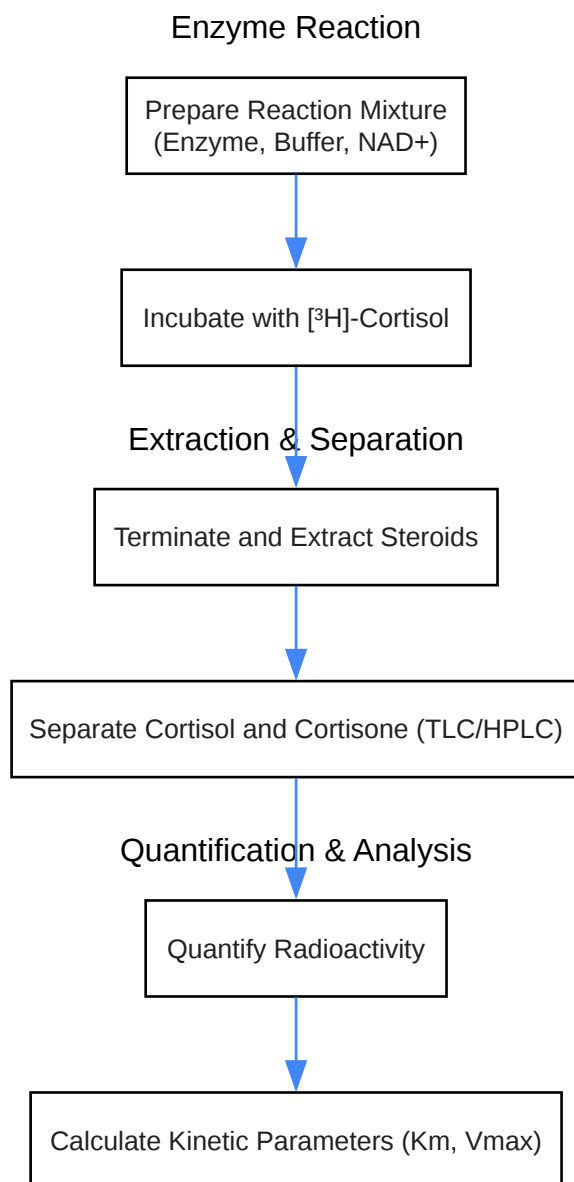 Enzyme Reaction
Prepare Reaction Mixture
(Enzyme, Buffer, NAD+)
Incubate with [³H]-Cortisol
Extraction & Separation
Terminate and Extract Steroids
Separate Cortisol and Cortisone (TLC/HPLC)
Quantification & Analysis
Quantify Radioactivity
Calculate Kinetic Parameters (Km, Vmax)